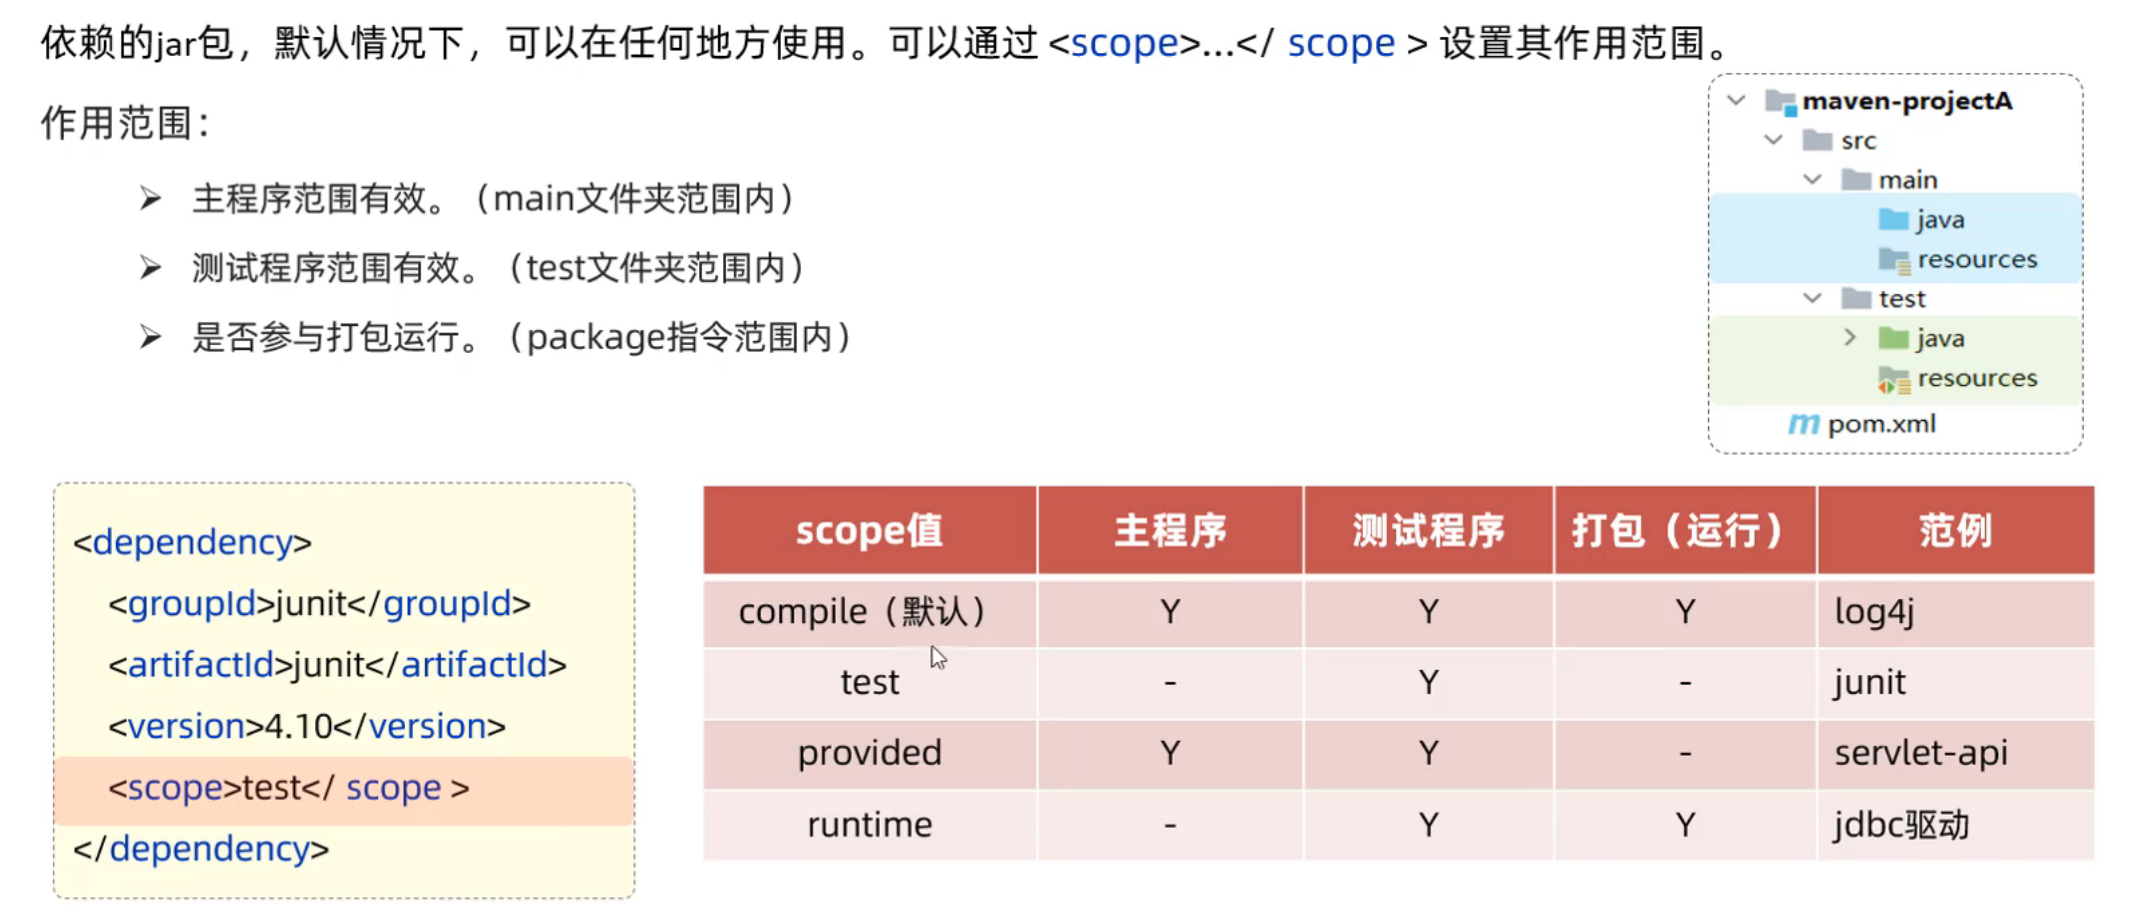 依赖的jar包，默认情况下，可以在任何地方使用。可以通过 <scope>...</ scope > 设置其作用范围。
作用范围：
➢ 主程序范围有效。（main文件夹范围内）
➢ 测试程序范围有效。（test文件夹范围内）
➢ 是否参与打包运行。（package指令范围内）
maven-projectA
src
main
java
resources
test
java
resources
m pom.xml
<dependency>
<groupId>junit</groupId>
<artifactId>junit</artifactId>
<version>4.10</version>
<scope>test</ scope >
</dependency>
scope值 主程序 测试程序 打包（运行） 范例
compile（默认） Y Y Y log4j
test - Y - junit
provided Y Y - servlet-api
runtime - Y Y jdbc驱动